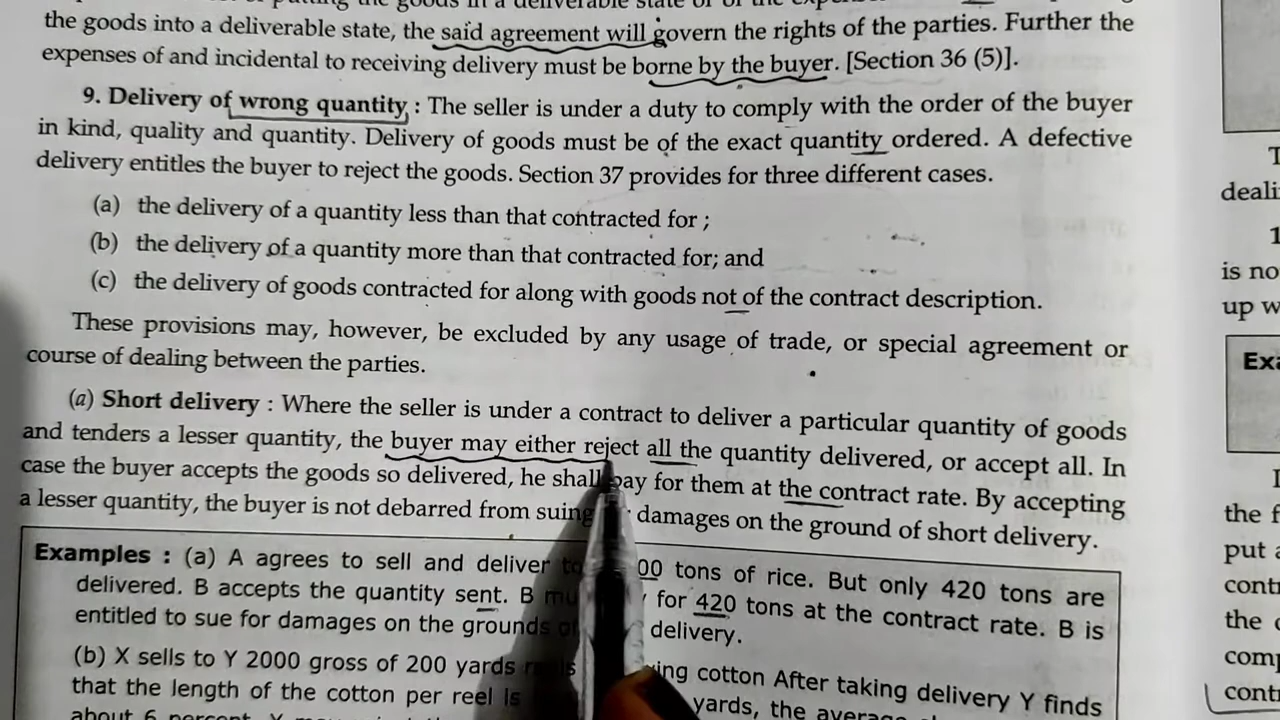 the goods into a deliverable state, the said agreement will govern the rights of the parties. Further the
expenses of and incidental to receiving delivery must be borne by the buyer. [Section 36 (5)].
9. Delivery of wrong quantity : The seller is under a duty to comply with the order of the buyer
in kind, quality and quantity. Delivery of goods must be of the exact quantity ordered. A defective
delivery entitles the buyer to reject the goods. Section 37 provides for three different cases.
(a) the delivery of a quantity less than that contracted for ;
(b) the delivery of a quantity more than that contracted for; and
(c) the delivery of goods contracted for along with goods not of the contract description.
These provisions may, however, be excluded by any usage of trade, or special agreement or
course of dealing between the parties.
(a) Short delivery : Where the seller is under a contract to deliver a particular quantity of goods
and tenders a lesser quantity, the buyer may either reject all the quantity delivered, or accept all. In
case the buyer accepts the goods so delivered, he shall pay for them at the contract rate. By accepting
a lesser quantity, the buyer is not debarred from suing damages on the ground of short delivery.
Examples : (a) A agrees to sell and deliver 00 tons of rice. But only 420 tons are
delivered. B accepts the quantity sent. B for 420 tons at the contract rate. B is
entitled to sue for damages on the grounds delivery.
(b) X sells to Y 2000 gross of 200 yards cotton After taking delivery Y finds
that the length of the cotton per reel is yards, the average
about 6 percent.
is no
up w
Exa
the f
put a
cont
the
com
cont